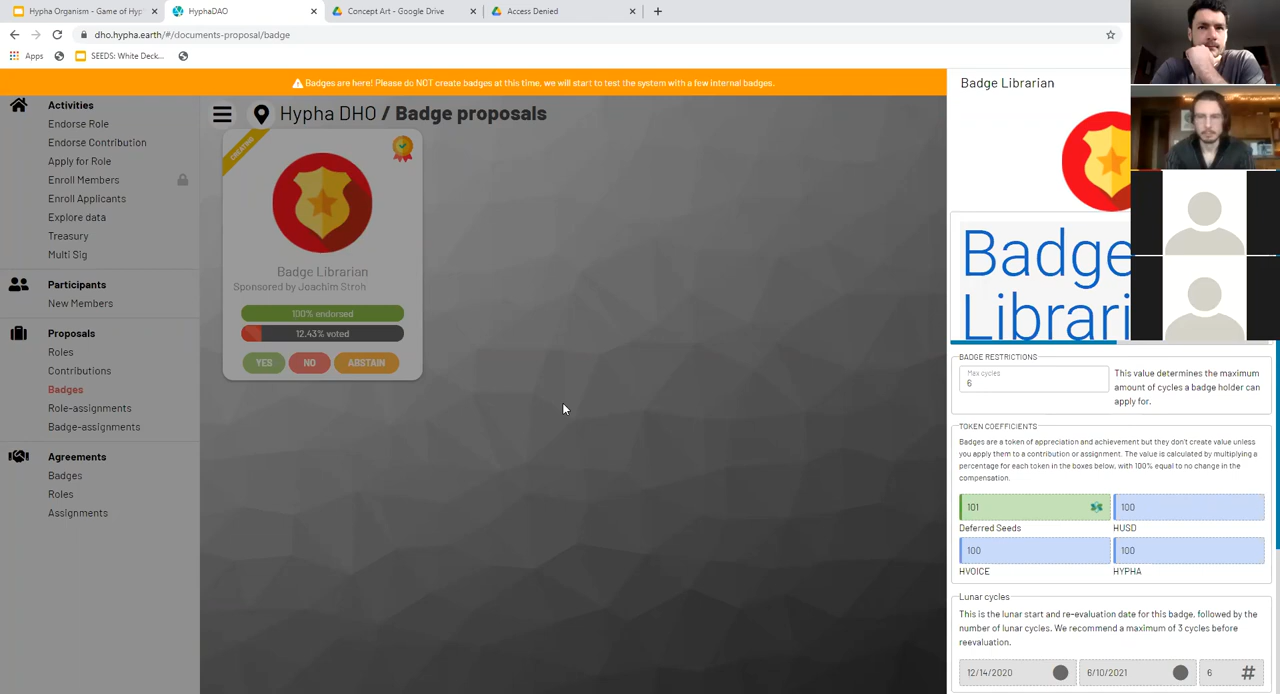 Hypha Organism - Game of Hyp
HyphaDAO
Concept Art - Google Drive
Access Denied
dho.hypha.earth/#/documents-proposal/badge
Apps
SEEDS: White Deck...
Badges are here! Please do NOT create badges at this time, we will start to test the system with a few internal badges.
Activities
Endorse Role
Endorse Contribution
Apply for Role
Enroll Members
Enroll Applicants
Explore data
Treasury
Multi Sig
Participants
New Members
Proposals
Roles
Contributions
Badges
Role-assignments
Badge-assignments
Agreements
Badges
Roles
Assignments
Hypha DHO / Badge proposals
CREATING
Badge Librarian
Sponsored by Joachim Stroh
100% endorsed
12.43% voted
YES NO ABSTAIN
Badge Librarian
Badge
Librari
BADGE RESTRICTIONS
Max cycles
6
This value determines the maximum
amount of cycles a badge holder can
apply for.
TOKEN COEFFICIENTS
Badges are a token of appreciation and achievement but they don't create value unless
you apply them to a contribution or assignment. The value is calculated by multiplying a
percentage for each token in the boxes below, with 100% equal to no change in the
compensation.
101 100
Deferred Seeds HUSD
100 100
HVOICE HYPHA
Lunar cycles
This is the lunar start and re-evaluation date for this badge, followed by the
number of lunar cycles. We recommend a maximum of 3 cycles before
reevaluation.
12/14/2020 6/10/2021 6 #